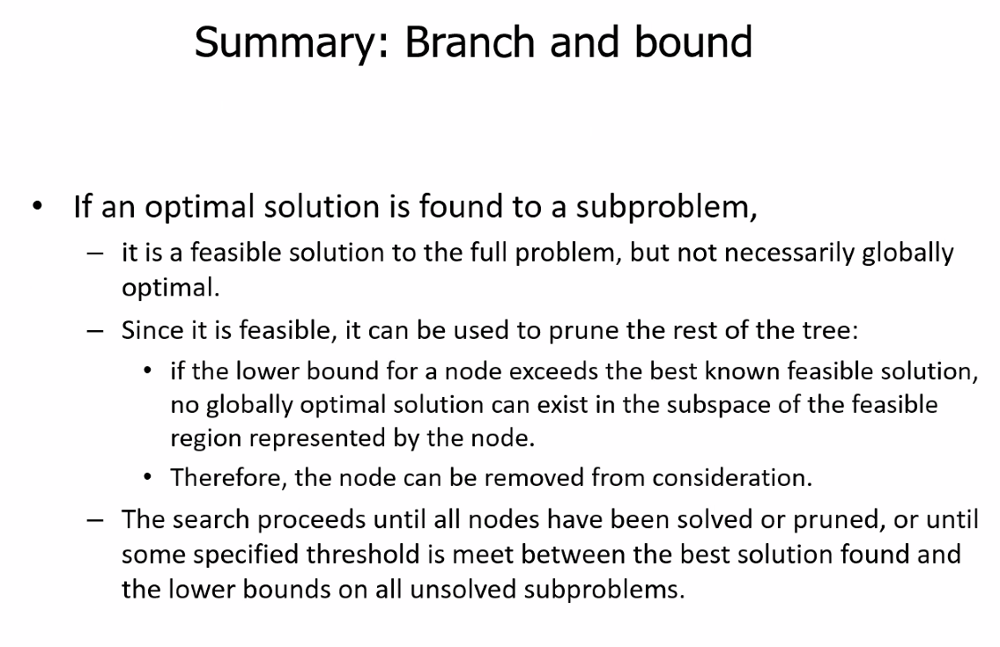 Summary: Branch and bound
• If an optimal solution is found to a subproblem,
– it is a feasible solution to the full problem, but not necessarily globally
optimal.
– Since it is feasible, it can be used to prune the rest of the tree:
• if the lower bound for a node exceeds the best known feasible solution,
no globally optimal solution can exist in the subspace of the feasible
region represented by the node.
• Therefore, the node can be removed from consideration.
– The search proceeds until all nodes have been solved or pruned, or until
some specified threshold is meet between the best solution found and
the lower bounds on all unsolved subproblems.